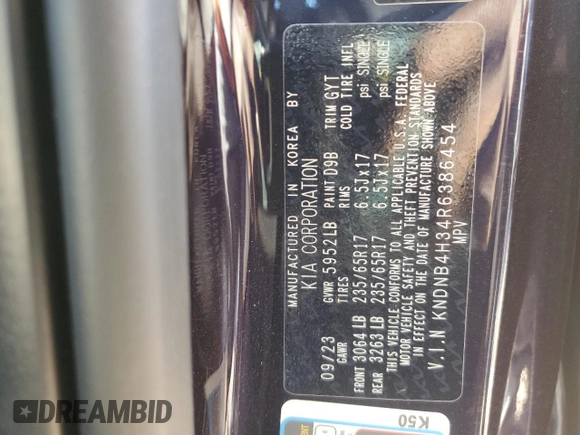 MANUFACTURED IN KOREA BY
KIA CORPORATION
09/23 GVWR 5952LB PAINT D9B TRIM GYT
GAWR TIRES RIMS COLD TIRE INFL
FRONT 3064LB 235/65R17 6.5Jx17 psi SINGLE
REAR 3263LB 235/65R17 6.5Jx17 psi SINGLE
THIS VEHICLE CONFORMS TO ALL APPLICABLE U.S.A. FEDERAL
MOTOR VEHICLE SAFETY AND THEFT PREVENTION STANDARDS
IN EFFECT ON THE DATE OF MANUFACTURE SHOWN ABOVE
V.I.N KNDNB4H34R6386454
MPV
K50
DREAMBID